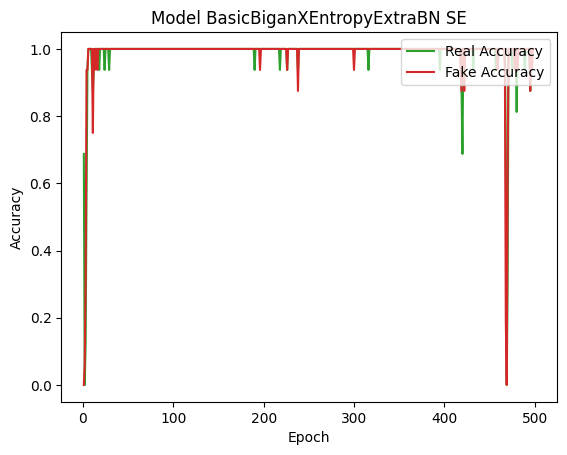 Model BasicBiganXEntropyExtraBN SE
Real Accuracy
Fake Accuracy
Accuracy
1.0
0.8
0.6
0.4
0.2
0.0
0 100 200 300 400 500
Epoch